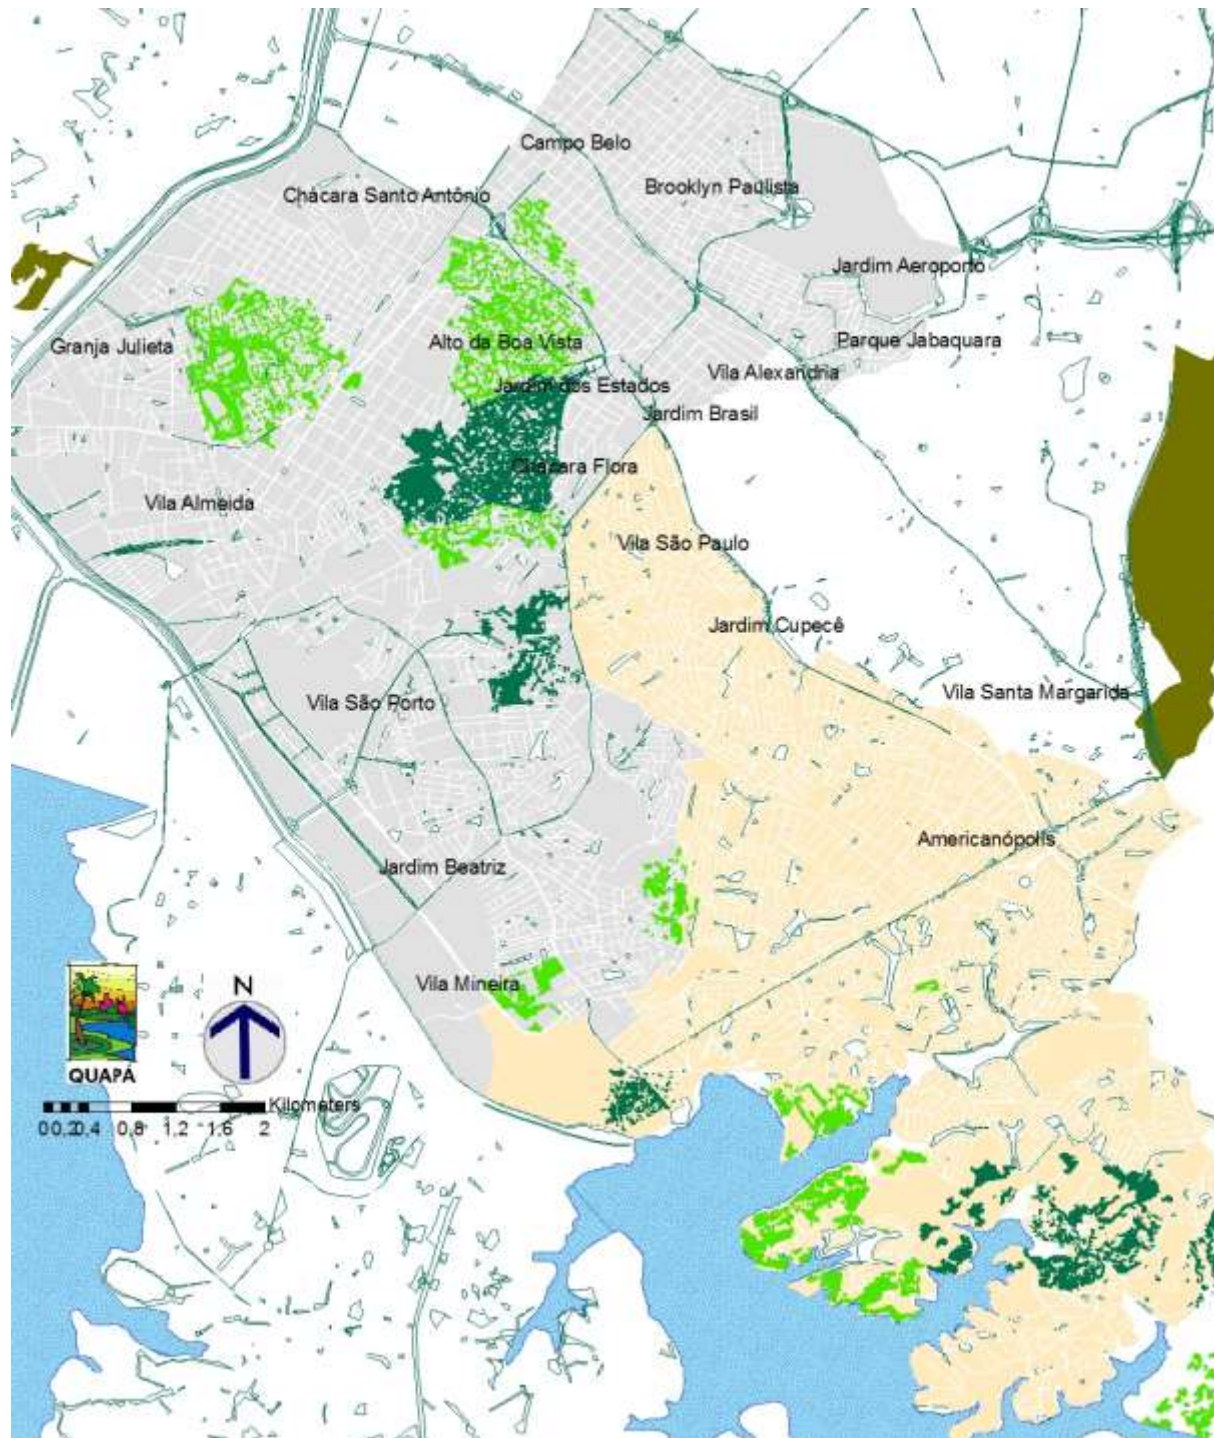 Campo Belo
Brooklyn Paulista
Chácara Santo Antônio
Jardim Aeroporto
Parque Jabaquara
Granja Julieta
Alto da Boa Vista
Vila Alexandria
Jardim dos Estados
Jardim Brasil
Chácara Flora
Vila Almeida
Vila São Paulo
Jardim Cupecê
Vila Santa Margarida
Vila São Porto
Americanópolis
Jardim Beatriz
Vila Mineira
N
QUAPÁ
Kilometers
0 0,2 0,4 0,8 1,2 1,6 2